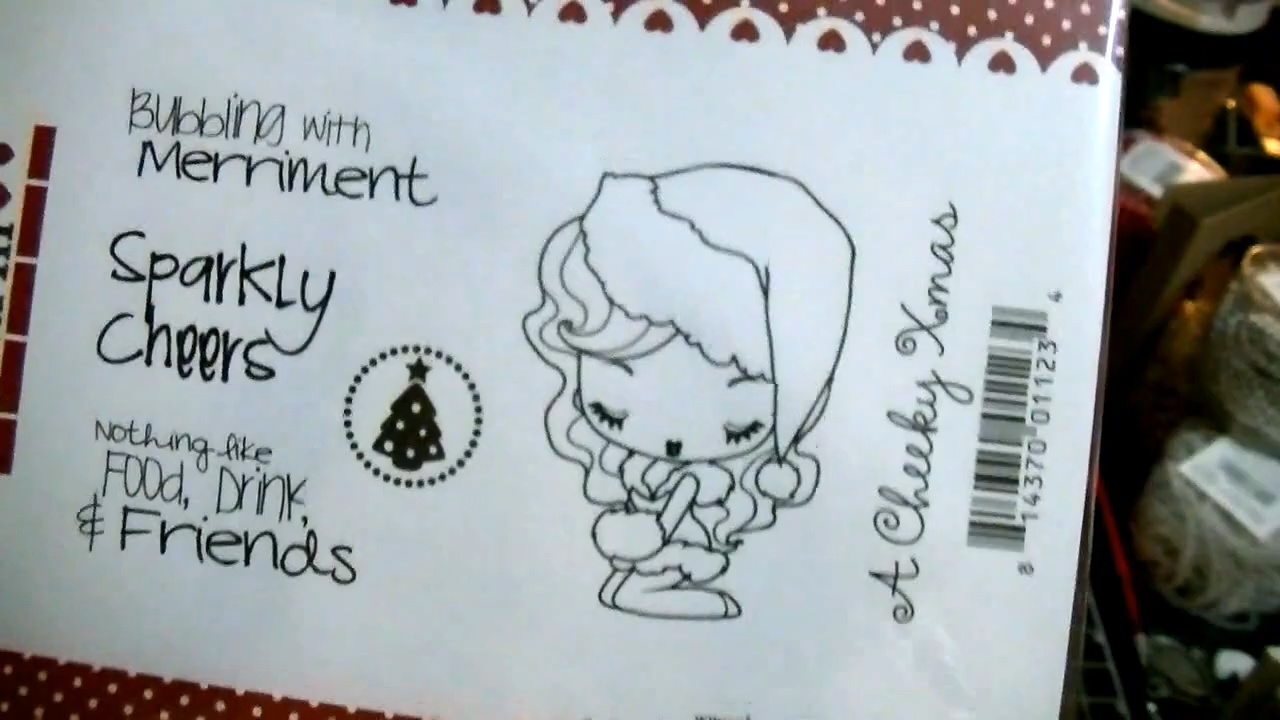 Bubbling with
Merriment
Sparkly
Cheers
Nothing like
Food, Drink,
& Friends
A Cheeky Xmas
8 14370 01123 4